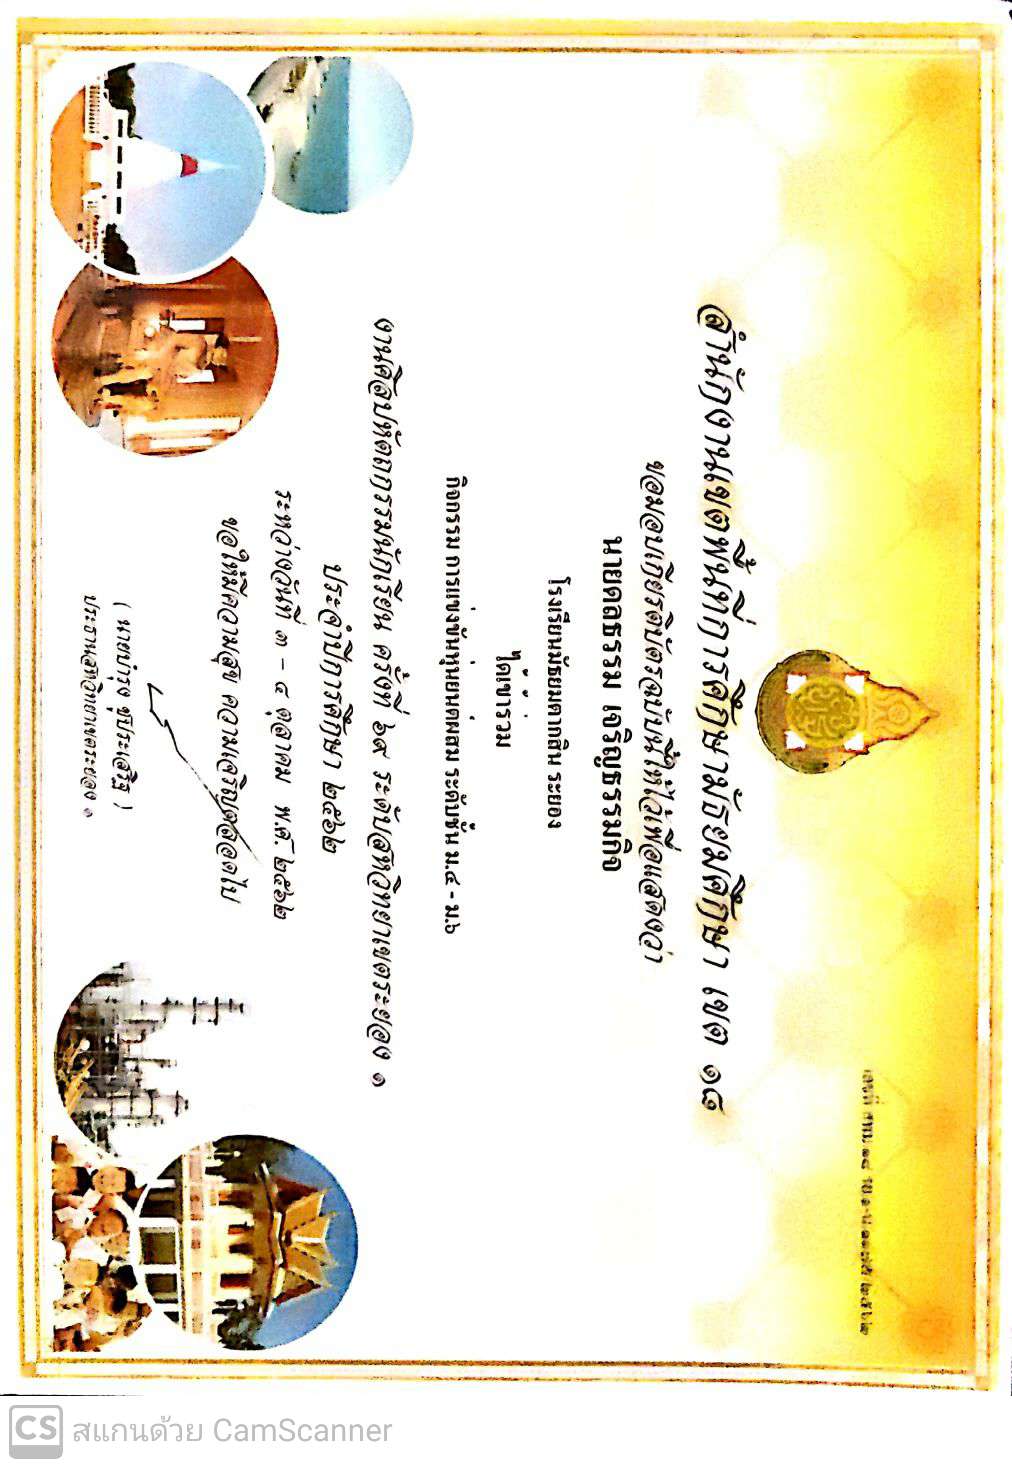 เลขที่ สพม ๑๘ รย.๑-น.๑๑๗๕/๒๕๖๒
สำนักงานเขตพื้นที่การศึกษามัธยมศึกษา เขต ๑๘
ขอมอบเกียรติบัตรฉบับนี้ให้ไว้เพื่อแสดงว่า
นายดลธรรม เจริญธรรมกิจ
โรงเรียนมัธยมตากสิน ระยอง
ได้เข้าร่วม
กิจกรรม การแข่งขันหุ่นยนต์ผสม ระดับชั้น ม.๔ - ม.๖
งานศิลปหัตถกรรมนักเรียน ครั้งที่ ๖๙ ระดับสหวิทยาเขตระยอง ๑
ประจำปีการศึกษา ๒๕๖๒
ระหว่างวันที่ ๓ - ๔ ตุลาคม พ.ศ. ๒๕๖๒
ขอให้มีความสุข ความเจริญตลอดไป
( นายบำรุง ชูประเสริฐ )
ประธานสหวิทยาเขตระยอง ๑
CS สแกนด้วย CamScanner